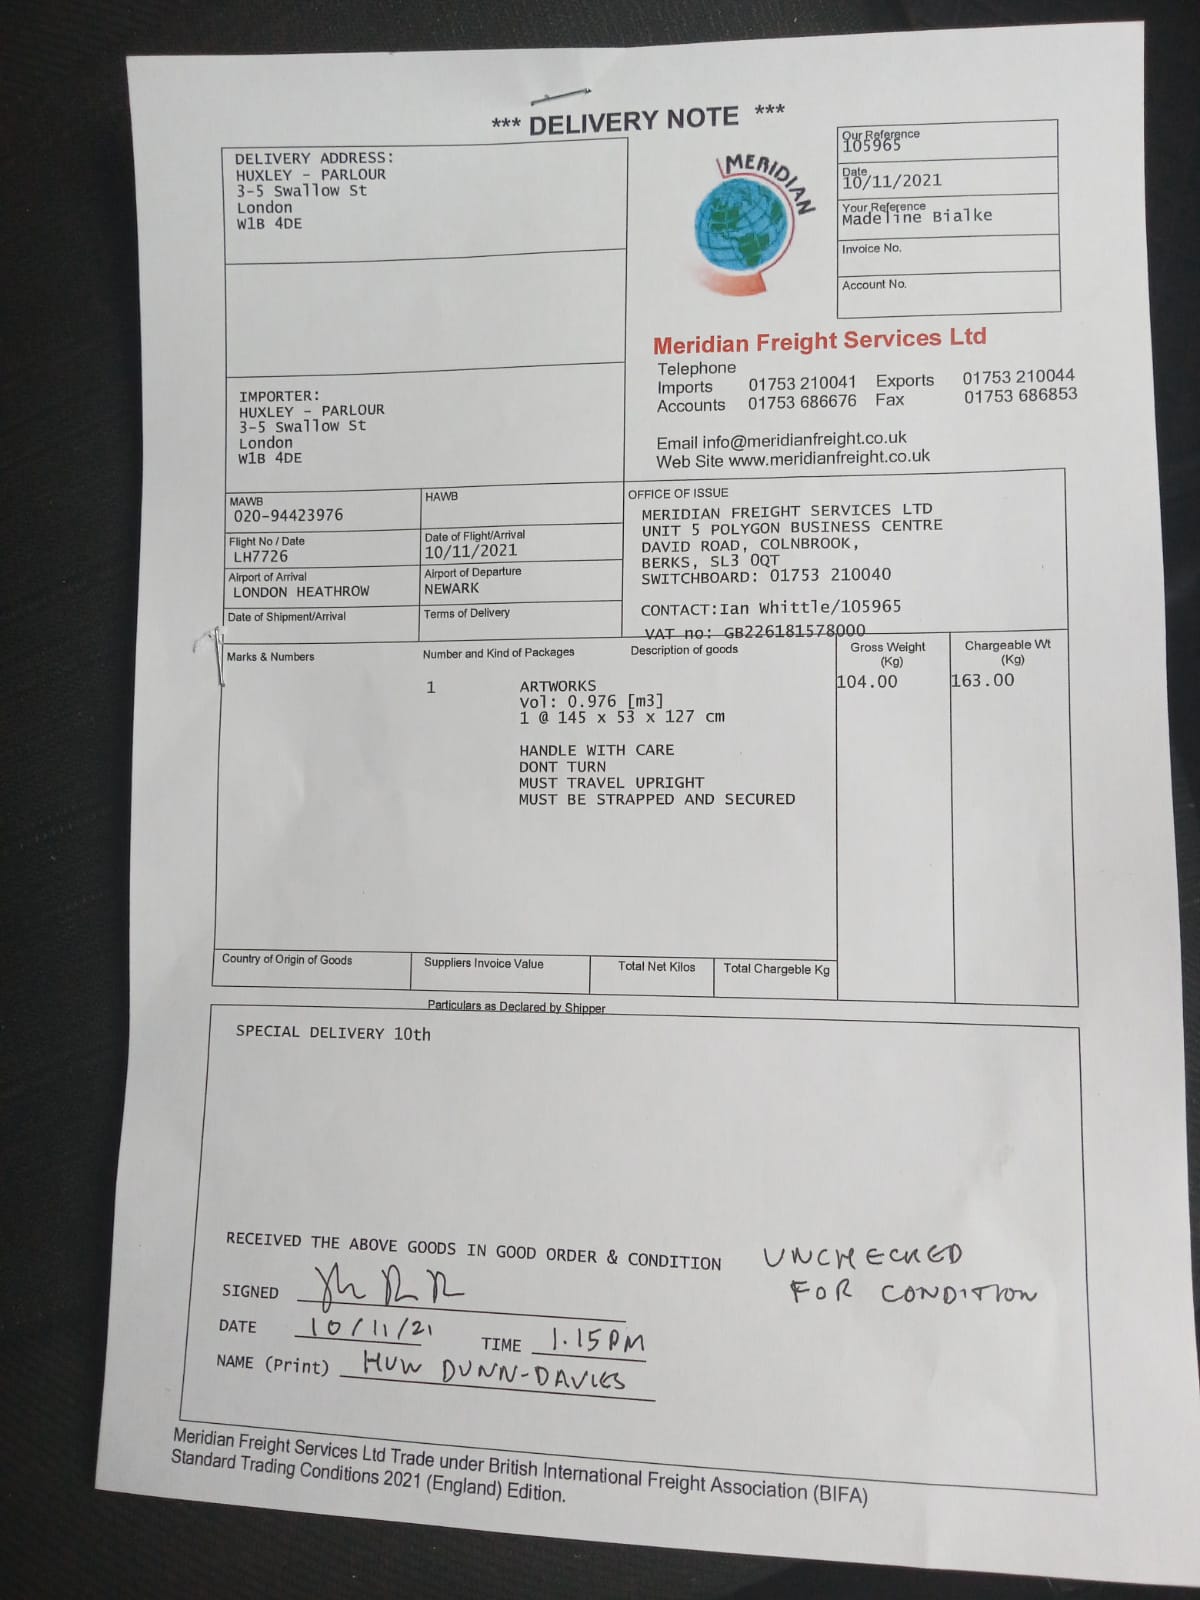 *** DELIVERY NOTE ***
DELIVERY ADDRESS:
HUXLEY - PARLOUR
3-5 Swallow St
London
W1B 4DE
MERIDIAN
Our Reference
105965
Date
10/11/2021
Your Reference
Madeline Bialke
Invoice No.
Account No.
Meridian Freight Services Ltd
Telephone
Imports 01753 210041 Exports 01753 210044
Accounts 01753 686676 Fax 01753 686853
Email info@meridianfreight.co.uk
Web Site www.meridianfreight.co.uk
IMPORTER:
HUXLEY - PARLOUR
3-5 Swallow St
London
W1B 4DE
MAWB
020-94423976
HAWB
Flight No / Date
LH7726
Date of Flight/Arrival
10/11/2021
Airport of Arrival
LONDON HEATHROW
Airport of Departure
NEWARK
Date of Shipment/Arrival
Terms of Delivery
OFFICE OF ISSUE
MERIDIAN FREIGHT SERVICES LTD
UNIT 5 POLYGON BUSINESS CENTRE
DAVID ROAD, COLNBROOK,
BERKS, SL3 0QT
SWITCHBOARD: 01753 210040
CONTACT:Ian Whittle/105965
VAT no: GB226181578000
Marks & Numbers
Number and Kind of Packages
Description of goods
Gross Weight
(Kg)
Chargeable Wt
(Kg)
1 ARTWORKS 104.00 163.00
Vol: 0.976 [m3]
1 @ 145 x 53 x 127 cm
HANDLE WITH CARE
DONT TURN
MUST TRAVEL UPRIGHT
MUST BE STRAPPED AND SECURED
Country of Origin of Goods
Suppliers Invoice Value
Total Net Kilos
Total Chargeble Kg
Particulars as Declared by Shipper
SPECIAL DELIVERY 10th
RECEIVED THE ABOVE GOODS IN GOOD ORDER & CONDITION
UNCHECKED
FOR CONDITION
SIGNED
DATE 10/11/21 TIME 1.15PM
NAME (Print) HUW DUNN-DAVIES
Meridian Freight Services Ltd Trade under British International Freight Association (BIFA)
Standard Trading Conditions 2021 (England) Edition.